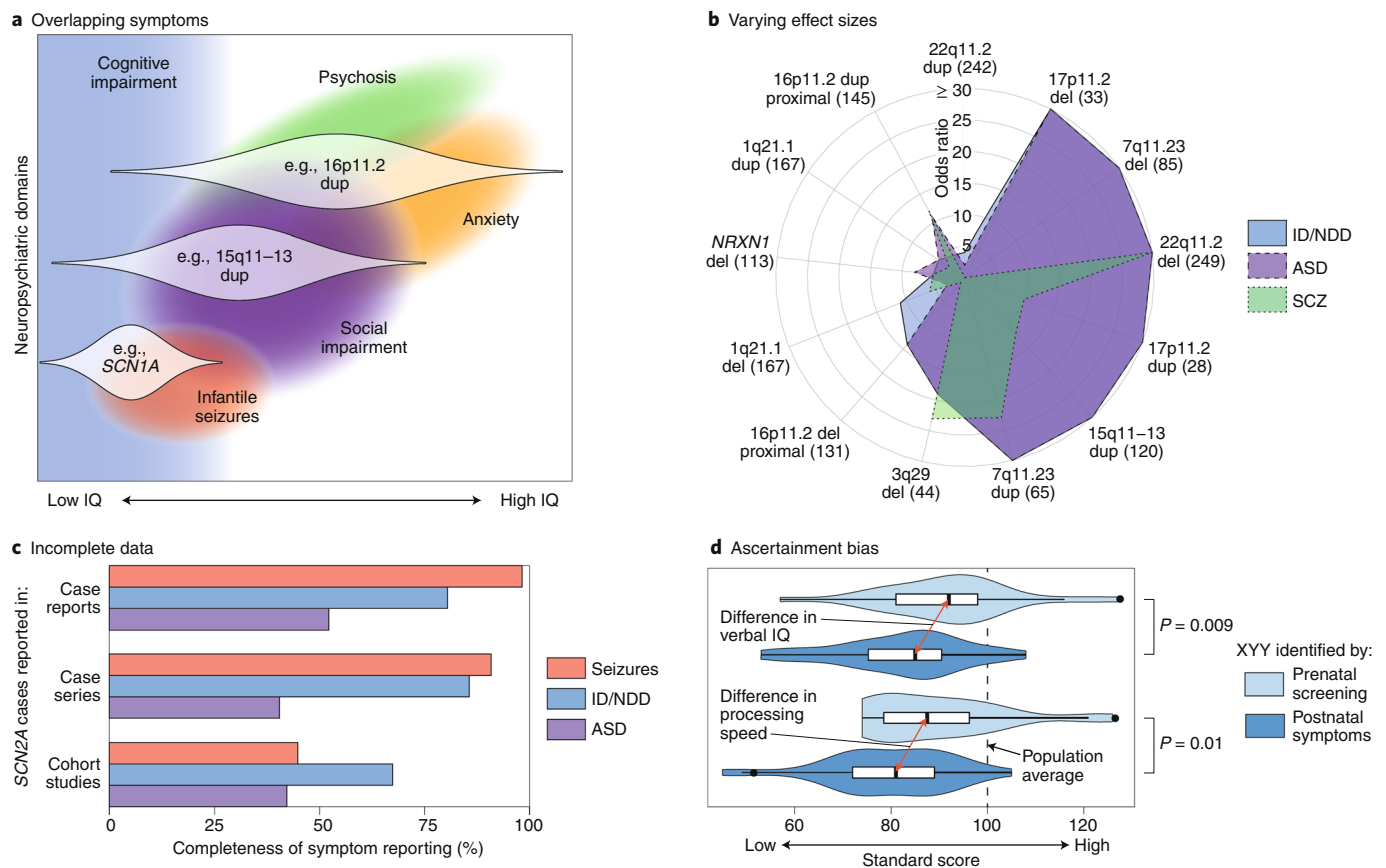 a Overlapping symptoms
Cognitive
impairment
Psychosis
e.g., 16p11.2
dup
Anxiety
e.g., 15q11–13
dup
Social
impairment
e.g.,
SCN1A
Infantile
seizures
Neuropsychiatric domains
Low IQ
High IQ
b Varying effect sizes
22q11.2
dup (242)
17p11.2
del (33)
7q11.23
del (85)
22q11.2
del (249)
17p11.2
dup (28)
15q11–13
dup (120)
7q11.23
dup (65)
3q29
del (44)
16p11.2 del
proximal (131)
1q21.1
del (167)
NRXN1
del (113)
1q21.1
dup (167)
16p11.2 dup
proximal (145)
≥ 30
25
20
15
10
5
Odds ratio
ID/NDD
ASD
SCZ
c Incomplete data
SCN2A cases reported in:
Case
reports
Case
series
Cohort
studies
0
25
50
75
100
Completeness of symptom reporting (%)
Seizures
ID/NDD
ASD
d Ascertainment bias
Difference in
verbal IQ
Difference in
processing
speed
Population
average
P = 0.009
P = 0.01
XYY identified by:
Prenatal
screening
Postnatal
symptoms
60
80
100
120
Low
High
Standard score